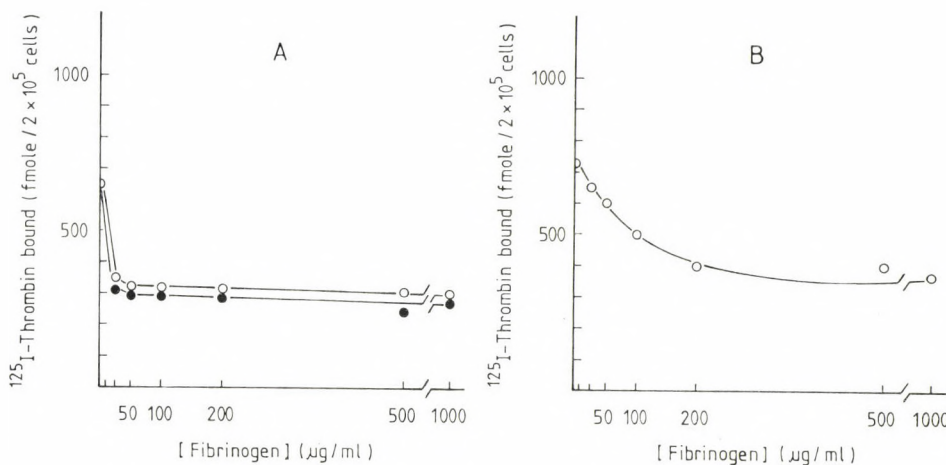 A
¹²⁵I-Thrombin bound (fmole / 2 × 10⁵ cells)
1000
500
50 100 200 500 1000
[Fibrinogen] (µg/ml)
B
¹²⁵I-Thrombin bound (fmole / 2 × 10⁵ cells)
1000
500
50 100 200 500 1000
[Fibrinogen] (µg/ml)